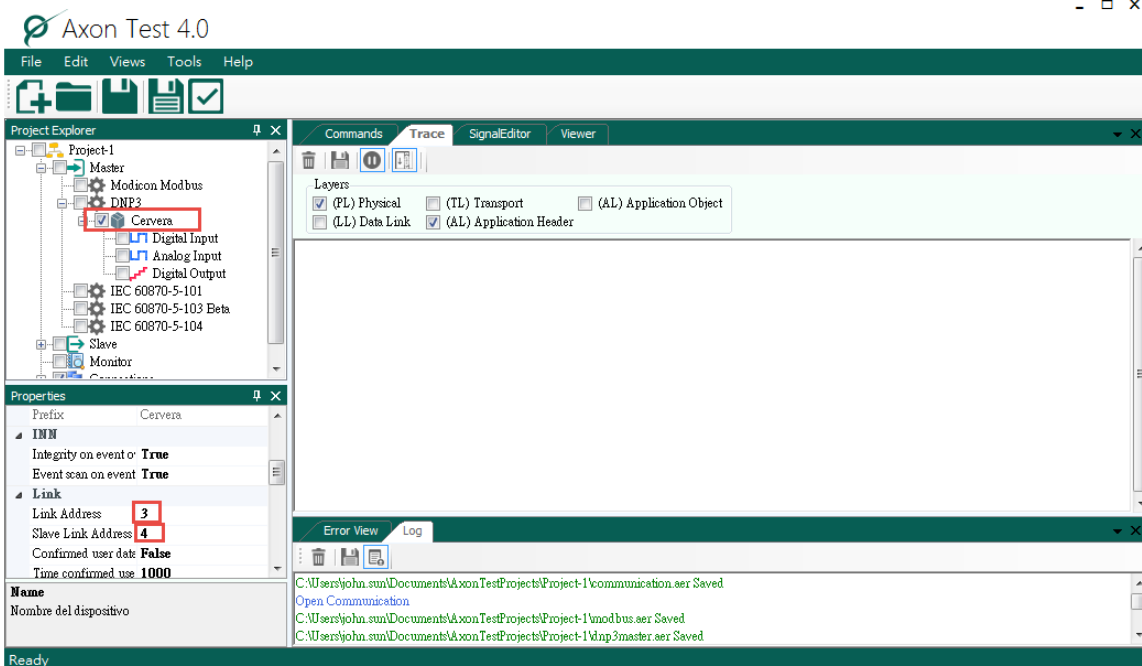 Axon Test 4.0
File Edit Views Tools Help
Project Explorer
Project-1
Master
Modicon Modbus
DNP3
Cervera
Digital Input
Analog Input
Digital Output
IEC 60870-5-101
IEC 60870-5-103 Beta
IEC 60870-5-104
Slave
Monitor
Properties
Prefix Cervera
INN
Integrity on event o True
Event scan on event True
Link
Link Address 3
Slave Link Address 4
Confirmed user data False
Time confirmed use 1000
Name
Nombre del dispositivo
Commands Trace SignalEditor Viewer
Layers
(PL) Physical (TL) Transport (AL) Application Object
(LL) Data Link (AL) Application Header
Error View Log
C:\Users\john.sun\Documents\AxonTestProjects\Project-1\communication.aer Saved
Open Communication
C:\Users\john.sun\Documents\AxonTestProjects\Project-1\modbus.aer Saved
C:\Users\john.sun\Documents\AxonTestProjects\Project-1\dnp3master.aer Saved
Ready